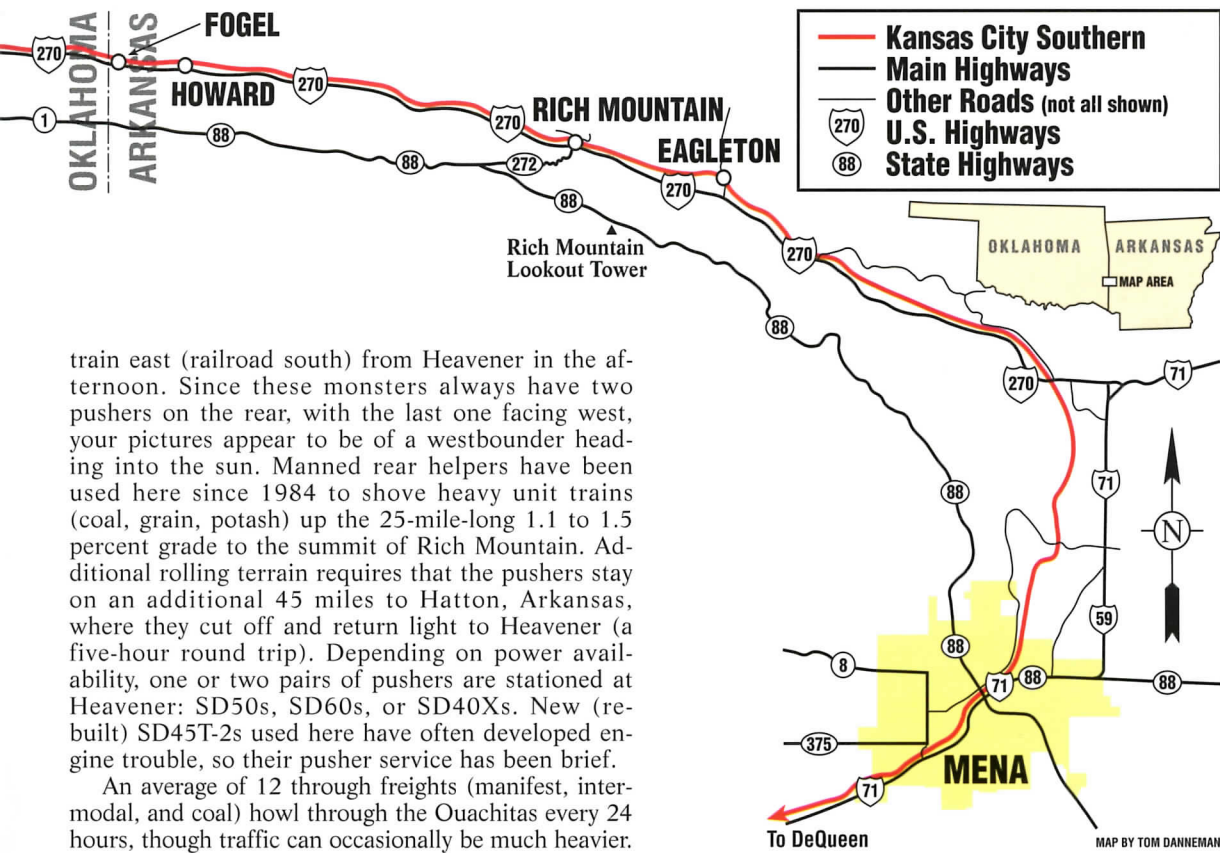 OKLAHOMA
ARKANSAS
FOGEL
HOWARD
RICH MOUNTAIN
EAGLETON
270
270
270
270
270
270
1
88
88
272
88
88
88
88
Rich Mountain
Lookout Tower
Kansas City Southern
Main Highways
Other Roads (not all shown)
270 U.S. Highways
88 State Highways
OKLAHOMA
ARKANSAS
MAP AREA
71
71
N
59
8
71
88
88
375
MENA
71
To DeQueen
MAP BY TOM DANNEMAN
train east (railroad south) from Heavener in the af-
ternoon. Since these monsters always have two
pushers on the rear, with the last one facing west,
your pictures appear to be of a westbounder head-
ing into the sun. Manned rear helpers have been
used here since 1984 to shove heavy unit trains
(coal, grain, potash) up the 25-mile-long 1.1 to 1.5
percent grade to the summit of Rich Mountain. Ad-
ditional rolling terrain requires that the pushers stay
on an additional 45 miles to Hatton, Arkansas,
where they cut off and return light to Heavener (a
five-hour round trip). Depending on power avail-
ability, one or two pairs of pushers are stationed at
Heavener: SD50s, SD60s, or SD40Xs. New (re-
built) SD45T-2s used here have often developed en-
gine trouble, so their pusher service has been brief.
An average of 12 through freights (manifest, inter-
modal, and coal) howl through the Ouachitas every 24
hours, though traffic can occasionally be much heavier.